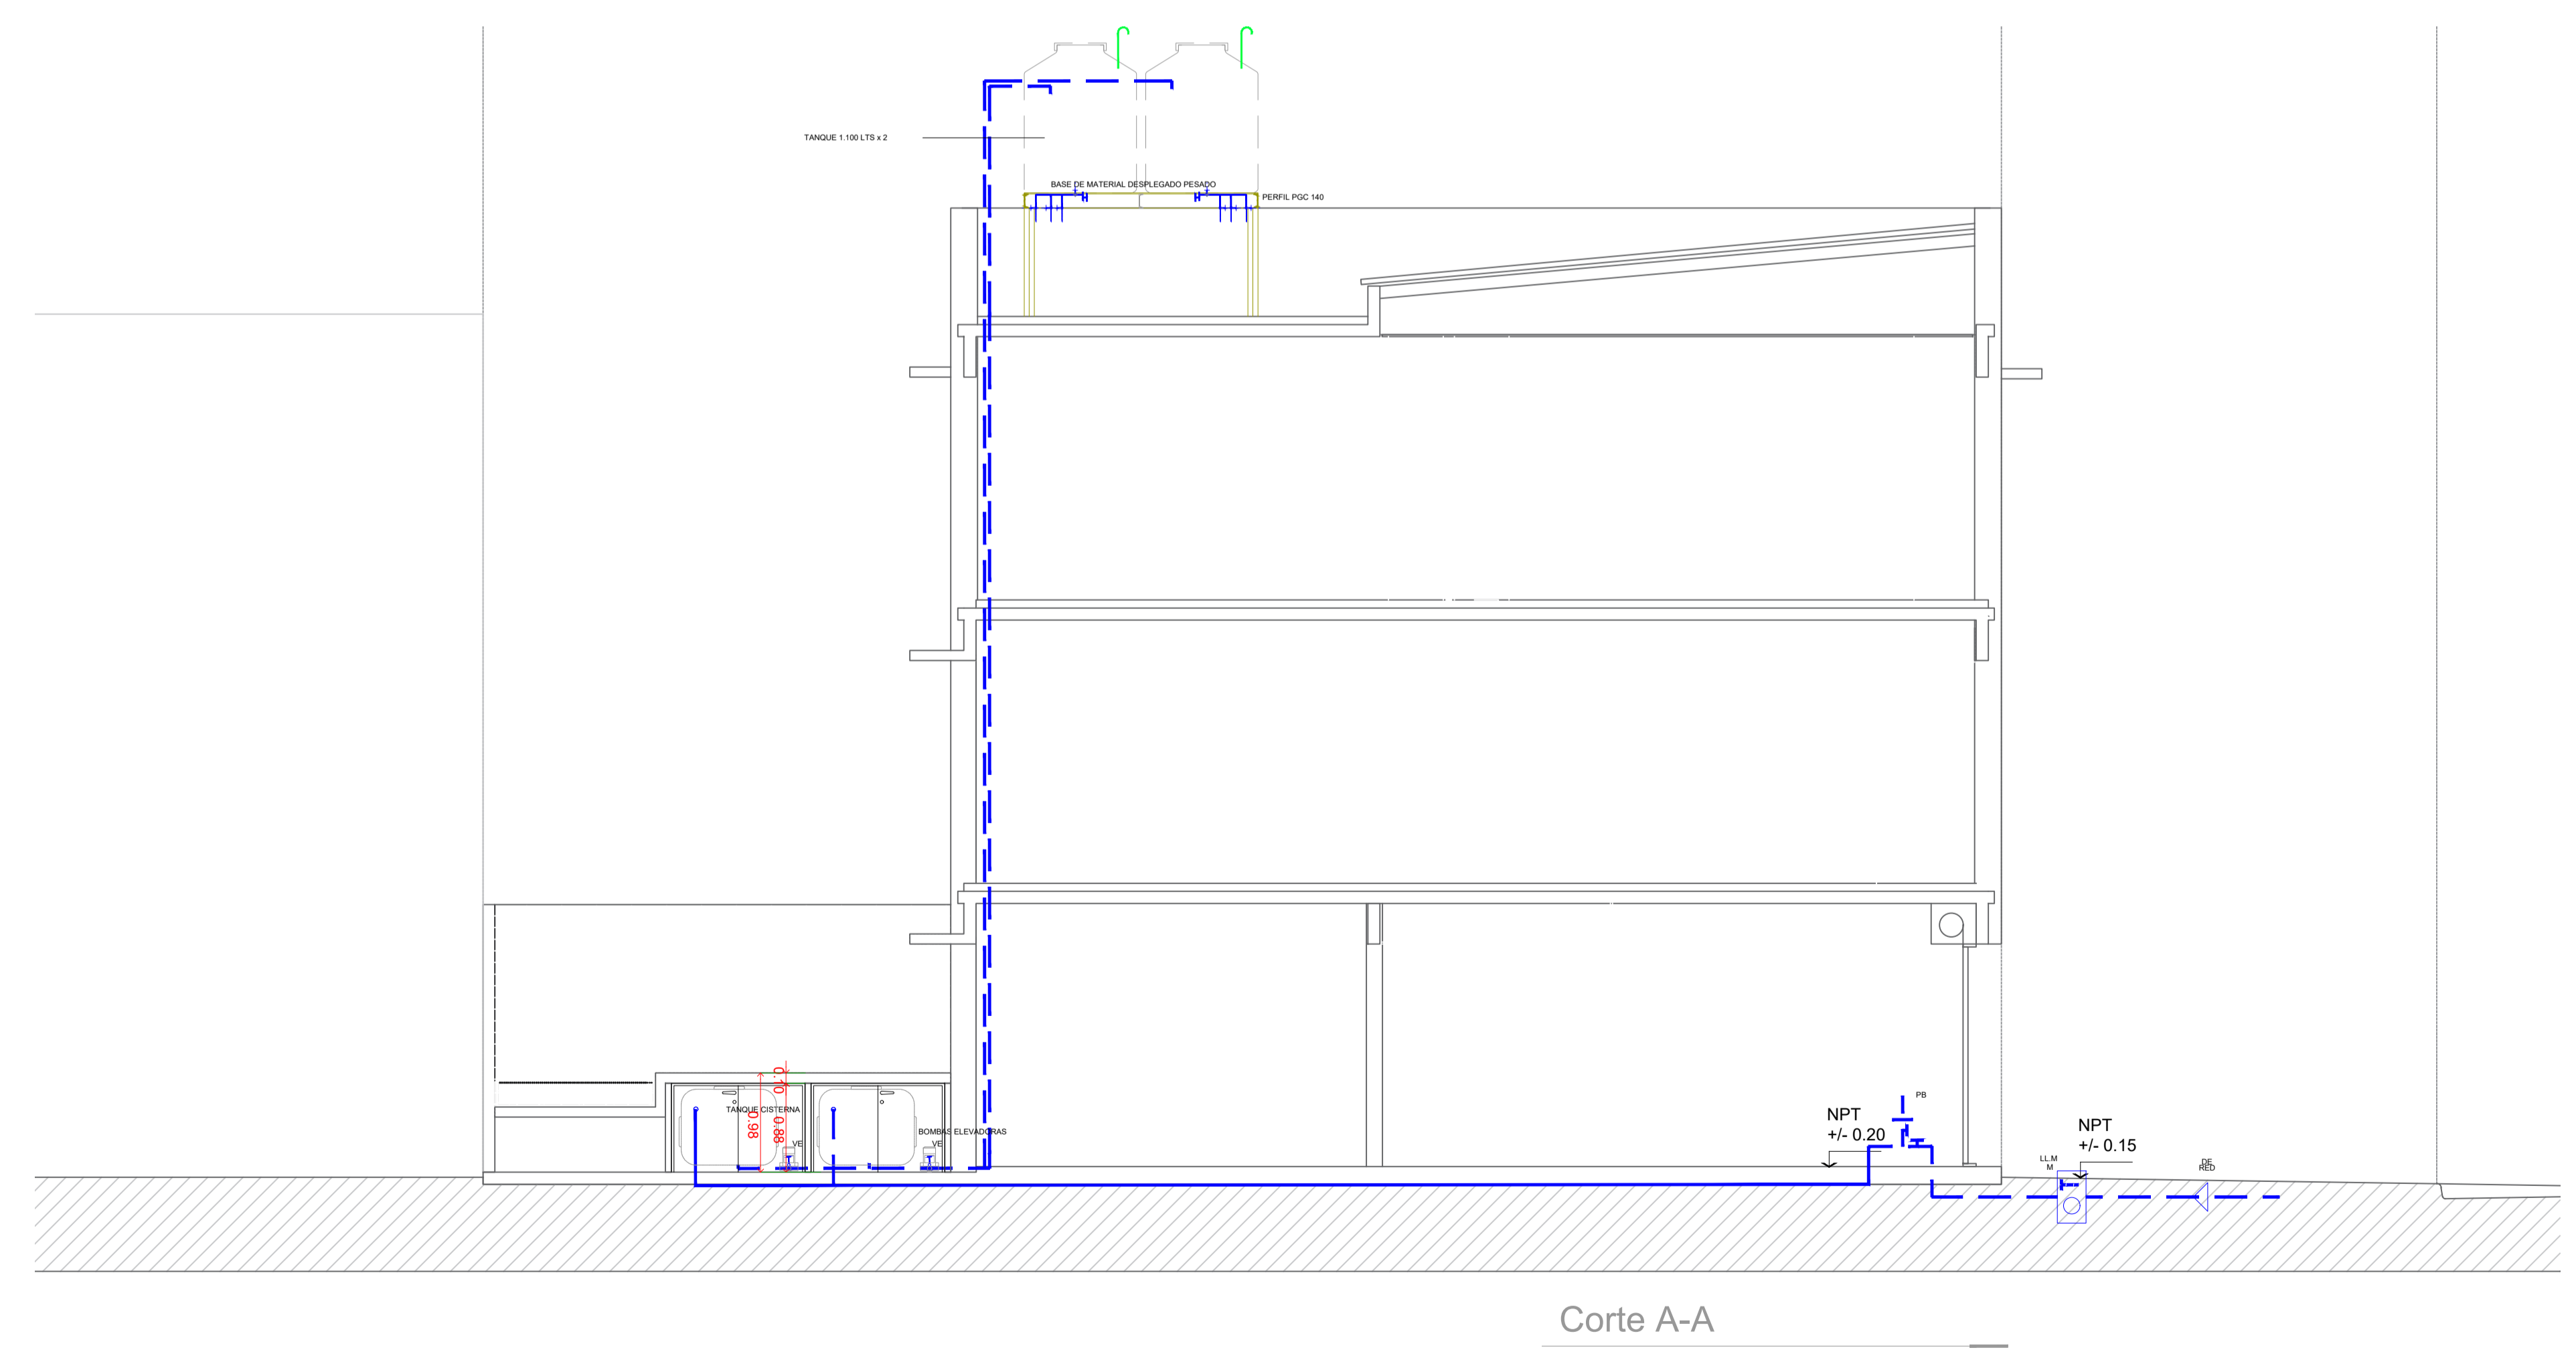 TANQUE 1.100 LTS x 2
BASE DE MATERIAL DESPLEGADO PESADO
PERFIL PGC 140
0.10
0.98
0.88
TANQUE CISTERNA
VE
BOMBAS ELEVADORAS
VE
PB
NPT
+/- 0.20
NPT
+/- 0.15
LL.M
M
DE
RED
Corte A-A